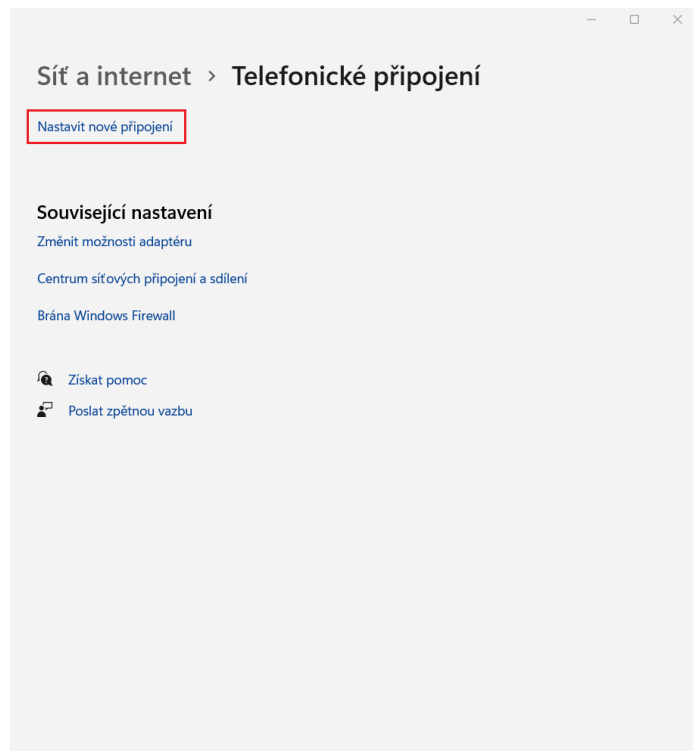 Síť a internet > Telefonické připojení
Nastavit nové připojení
Související nastavení
Změnit možnosti adaptéru
Centrum síťových připojení a sdílení
Brána Windows Firewall
Získat pomoc
Poslat zpětnou vazbu